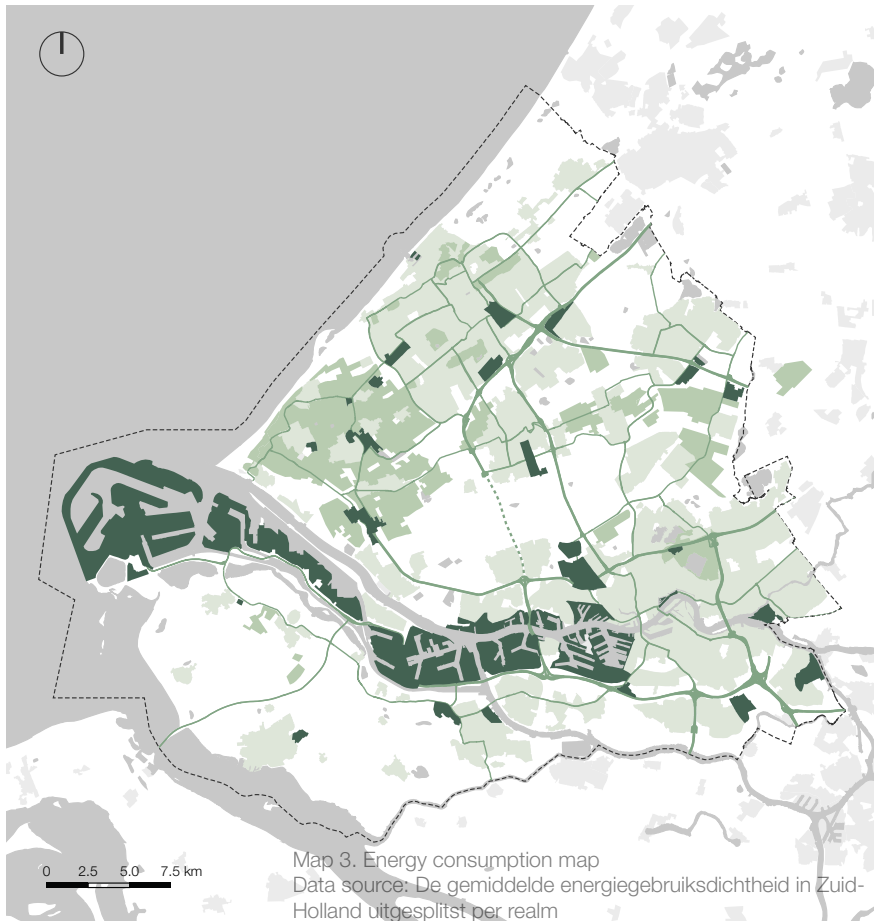 0 2.5 5.0 7.5 km
Map 3. Energy consumption map
Data source: De gemiddelde energiegebruiksdichtheid in Zuid-
Holland uitgesplitst per realm